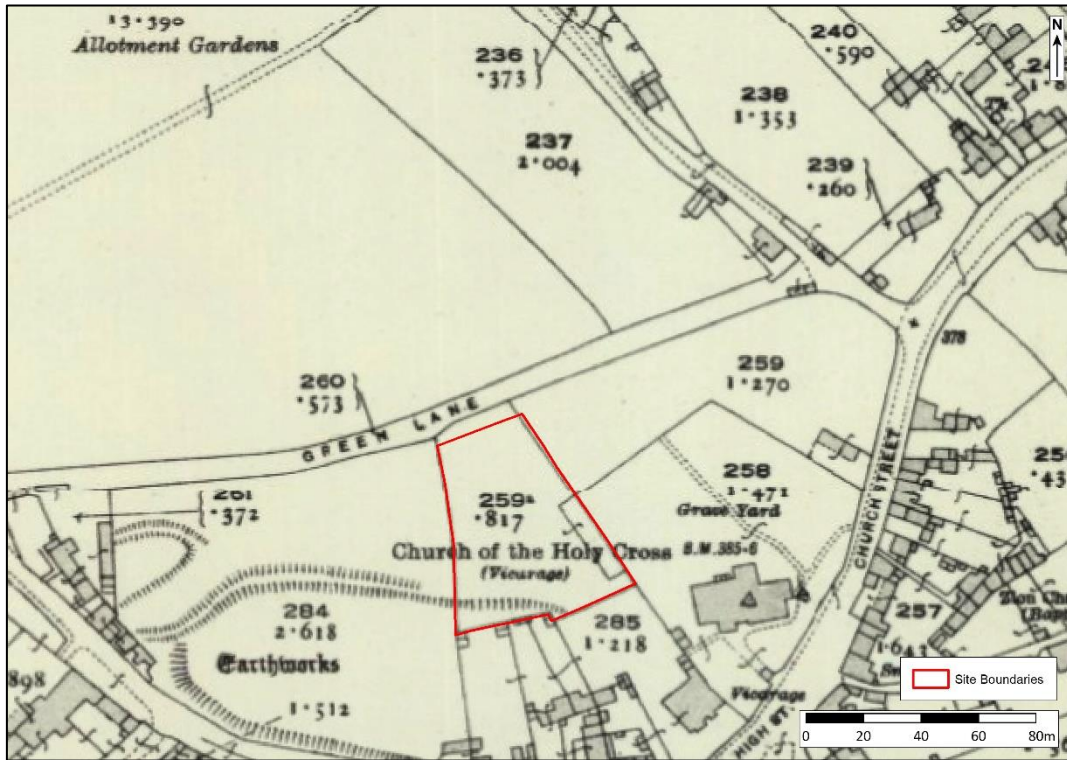 13·390
Allotment Gardens
236
·373
237
2·004
238
1·353
240
·590
N
239
·260
378
259
1·270
260
·573
GREEN LANE
261
·372
259a
·817
258
1·471
Grave Yard
Church of the Holy Cross
(Vicarage)
B.M. 385·6
CHURCH STREET
284
2·618
Earthworks
285
1·218
257
1·643
898
1·512
Vicarage
HIGH ST.
Site Boundaries
0 20 40 60 80m